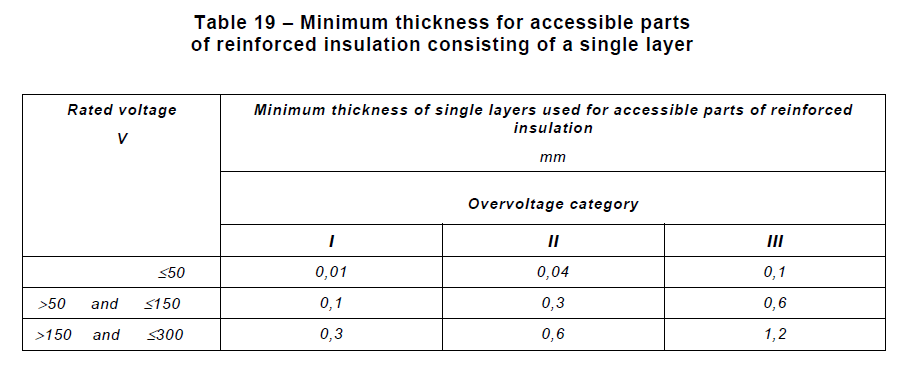 Table 19 – Minimum thickness for accessible parts
of reinforced insulation consisting of a single layer
Rated voltage
V
Minimum thickness of single layers used for accessible parts of reinforced
insulation
mm
Overvoltage category
I II III
≤50 0,01 0,04 0,1
>50 and ≤150 0,1 0,3 0,6
>150 and ≤300 0,3 0,6 1,2